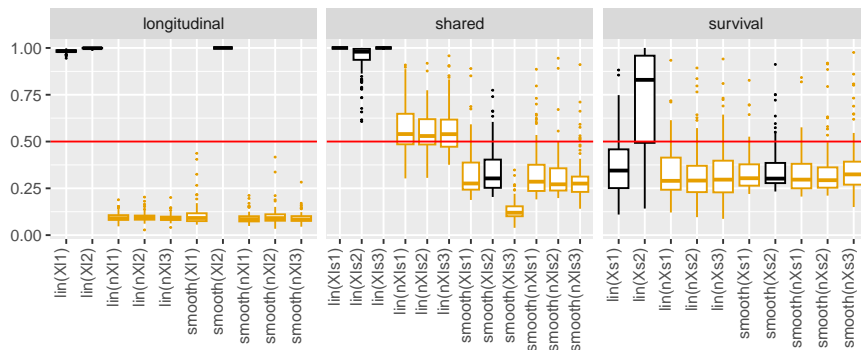 longitudinal
shared
survival
1.00
0.75
0.50
0.25
0.00
lin(Xl1)
lin(Xl2)
lin(nXl1)
lin(nXl2)
lin(nXl3)
smooth(Xl1)
smooth(Xl2)
smooth(nXl1)
smooth(nXl2)
smooth(nXl3)
lin(Xls1)
lin(Xls2)
lin(Xls3)
lin(nXls1)
lin(nXls2)
lin(nXls3)
smooth(Xls1)
smooth(Xls2)
smooth(Xls3)
smooth(nXls1)
smooth(nXls2)
smooth(nXls3)
lin(Xs1)
lin(Xs2)
lin(nXs1)
lin(nXs2)
lin(nXs3)
smooth(Xs1)
smooth(Xs2)
smooth(nXs1)
smooth(nXs2)
smooth(nXs3)